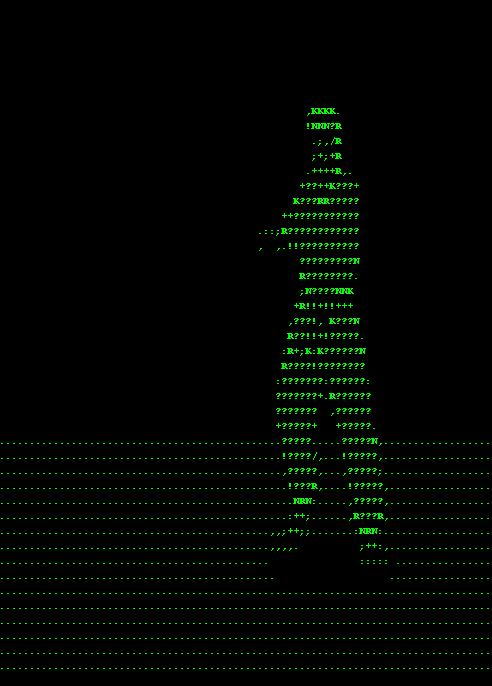 ,KKKK.
                                                   !NNN?R
                                                    .;,/R
                                                    ;+;+R
                                                   .++++R,.
                                                  +??++K???+
                                                 K???RR?????
                                               ++???????????
                                           .::;R????????????
                                           ,  ,.!!??????????
                                                  ?????????N
                                                  R????????.
                                                  ;N????NNK
                                                 +R!!+!!+++
                                                ,???!, K???N
                                                R??!!+!?????.
                                               :R+;K:K??????N
                                               R????!????????
                                              :???????:??????:
                                              ???????+.R??????
                                              ???????  ,??????
                                              +?????+   +?????.
...............................................?????.....?????N,..................
...............................................!????/,...!?????,..................
...............................................,?????,...,?????;..................
................................................!???R,....!?????,.................
.................................................NRN:.....,?????,.................
................................................:++;......,R???R,.................
.............................................,,;++;;.......:NRN:..................
.............................................,,,,.          ;++:,.................
.............................................               ::::: ................
..............................................                   .................
..................................................................................
..................................................................................
..................................................................................
..................................................................................
..................................................................................
..................................................................................